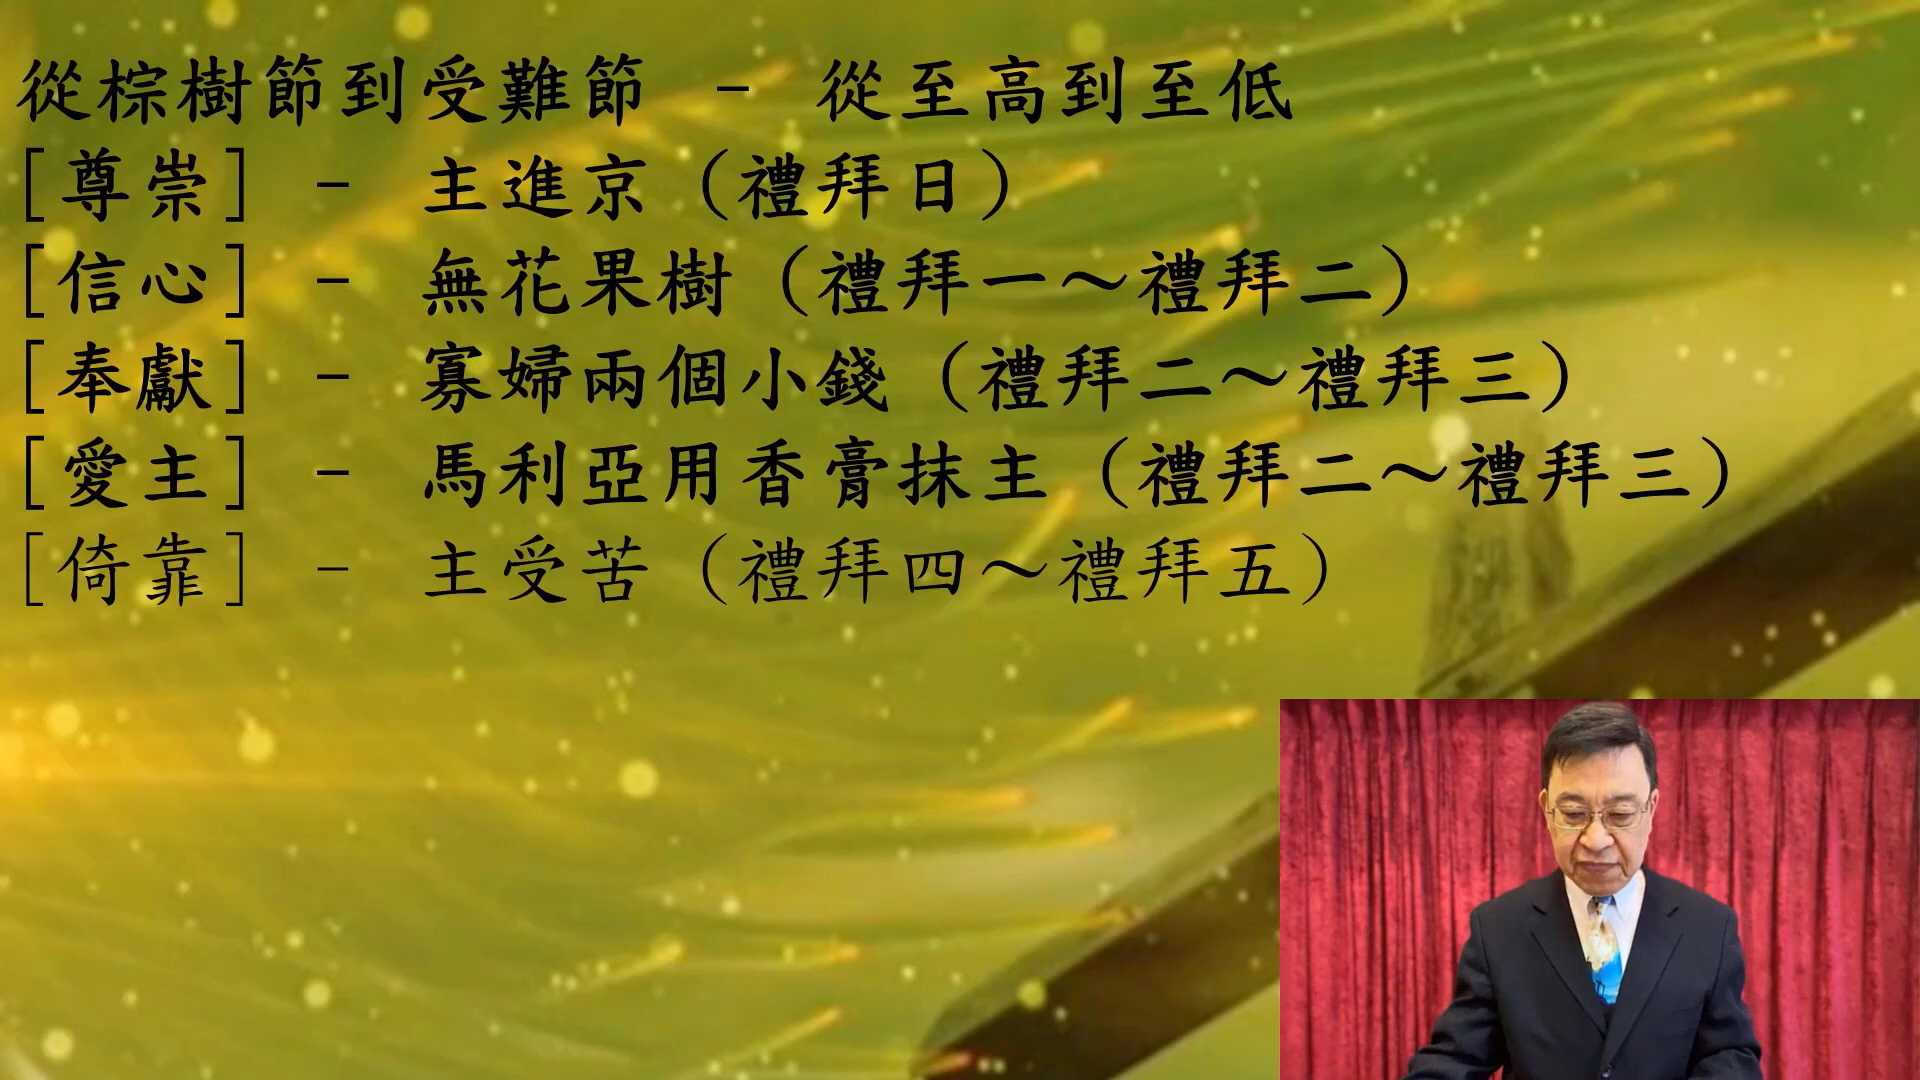 從棕樹節到受難節 - 從至高到至低
[尊崇] - 主進京（禮拜日）
[信心] - 無花果樹（禮拜一～禮拜二）
[奉獻] - 寡婦兩個小錢（禮拜二～禮拜三）
[愛主] - 馬利亞用香膏抹主（禮拜二～禮拜三）
[倚靠] - 主受苦（禮拜四～禮拜五）